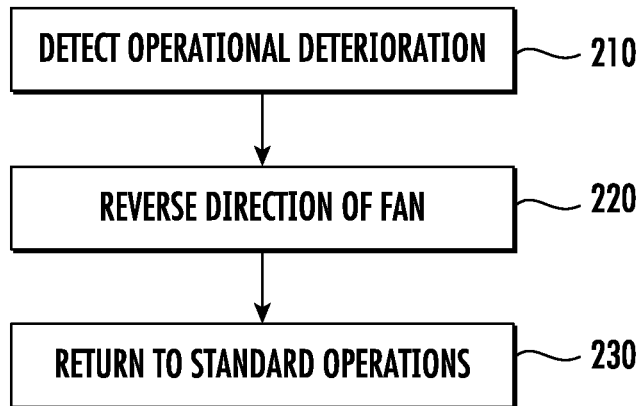 DETECT OPERATIONAL DETERIORATION 210
REVERSE DIRECTION OF FAN 220
RETURN TO STANDARD OPERATIONS 230